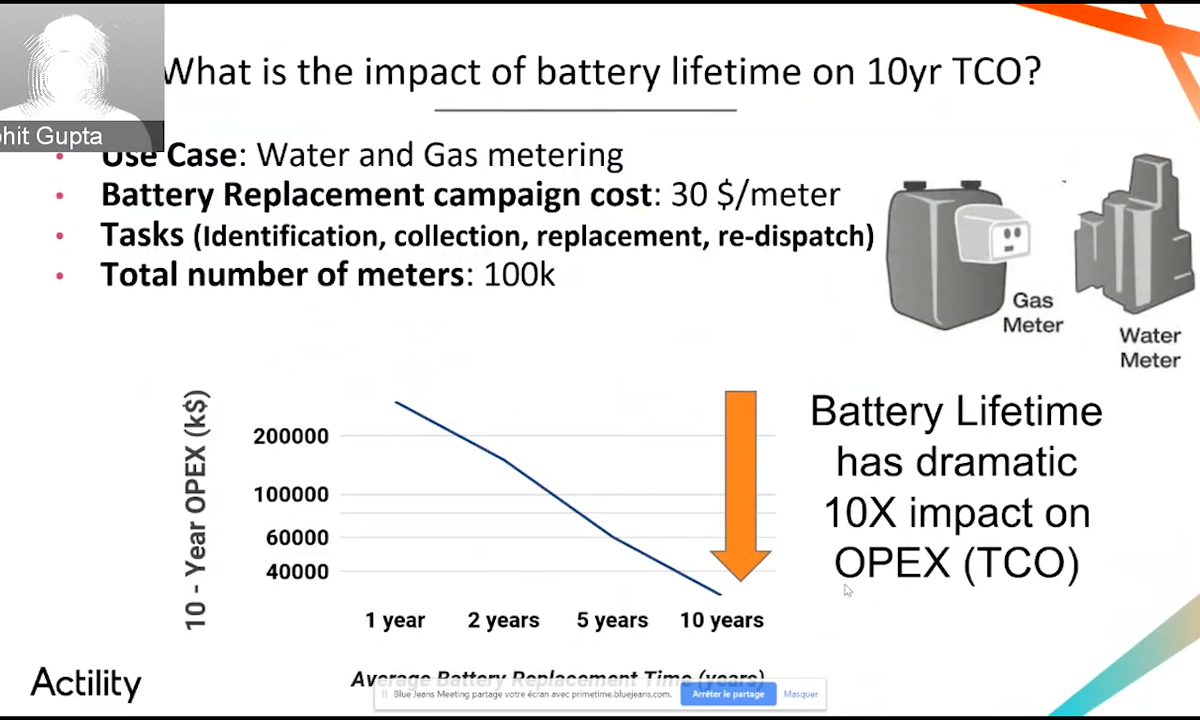 What is the impact of battery lifetime on 10yr TCO?
hit Gupta
• Use Case: Water and Gas metering
• Battery Replacement campaign cost: 30 $/meter
• Tasks (Identification, collection, replacement, re-dispatch)
• Total number of meters: 100k
Gas
Meter
Water
Meter
10 - Year OPEX (k$)
200000
100000
60000
40000
1 year 2 years 5 years 10 years
Average Battery Replacement Time (years)
Battery Lifetime
has dramatic
10X impact on
OPEX (TCO)
Actility
Blue Jeans Meeting partage votre écran avec primetime.bluejeans.com. Arrêter le partage Masquer